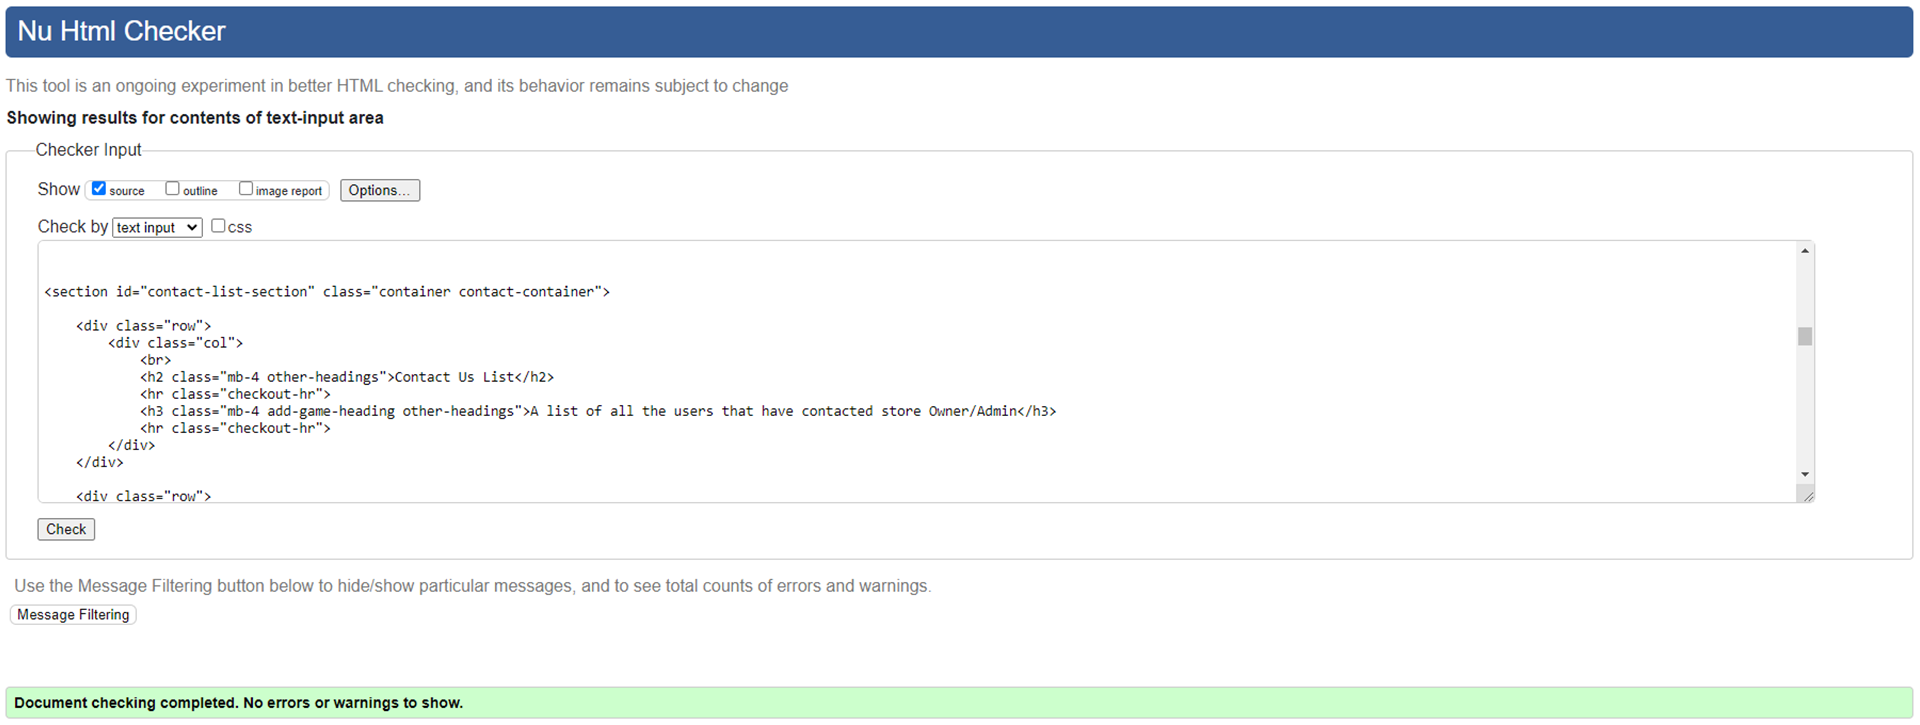 Nu Html Checker
This tool is an ongoing experiment in better HTML checking, and its behavior remains subject to change
Showing results for contents of text-input area
Checker Input
Show source outline image report Options...
Check by text input css
<section id="contact-list-section" class="container contact-container">
<div class="row">
<div class="col">
<br>
<h2 class="mb-4 other-headings">Contact Us List</h2>
<hr class="checkout-hr">
<h3 class="mb-4 add-game-heading other-headings">A list of all the users that have contacted store Owner/Admin</h3>
<hr class="checkout-hr">
</div>
</div>
<div class="row">
Check
Use the Message Filtering button below to hide/show particular messages, and to see total counts of errors and warnings.
Message Filtering
Document checking completed. No errors or warnings to show.